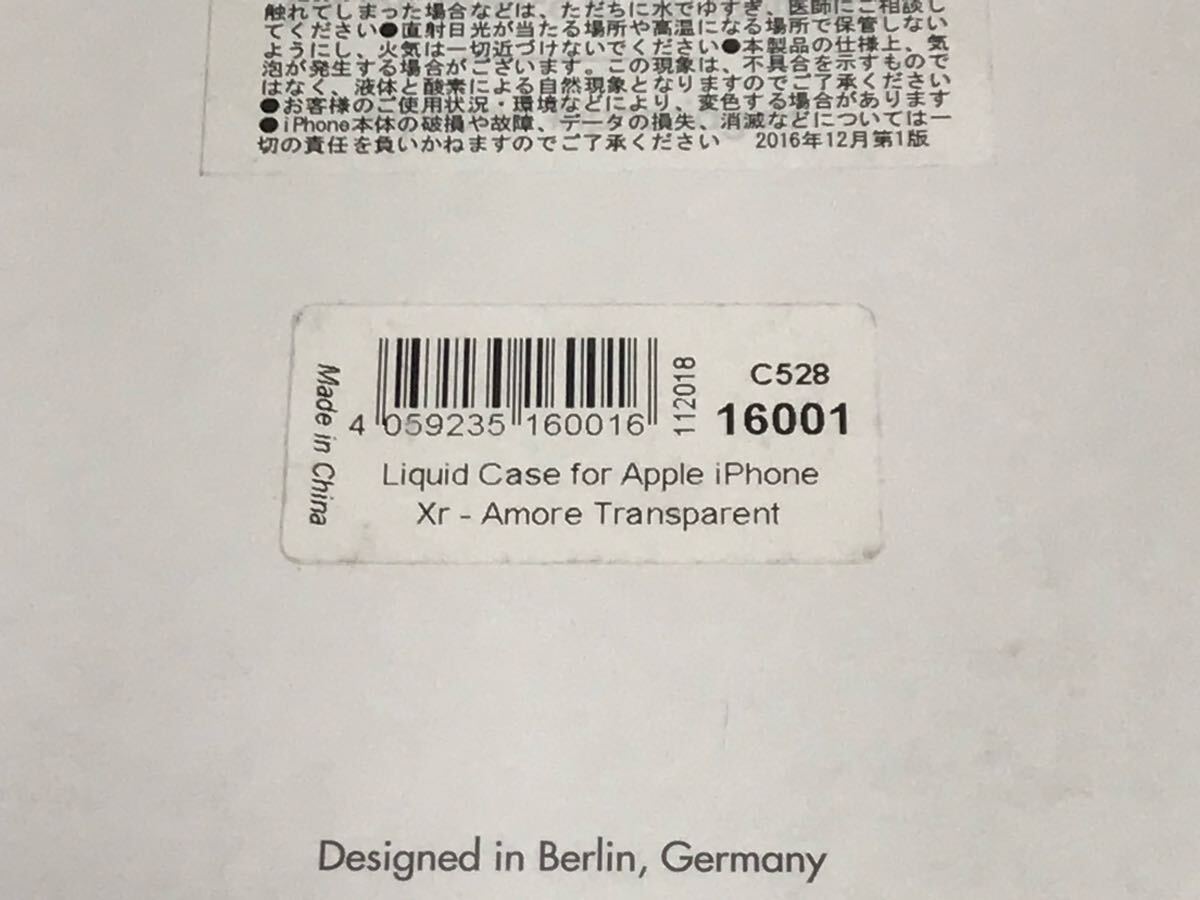 触れてしまった場合などは、ただちに水でゆすぎ、医師にご相談し
てください●直射日光が当たる場所や高温になる場所で保管しない
ようにし、火気は一切近づけないでください●本製品の仕様上、気
泡が発生する場合がございます。この現象は、不具合を示すもので
はなく、液体と酸素による自然現象となりますのでご了承ください
●お客様のご使用状況・環境などにより、変色する場合があります
●iPhone本体の破損や故障、データの損失、消滅などについては一
切の責任を負いかねますのでご了承ください 2016年12月第1版
Made in China
4 059235 160016
112018
C528
16001
Liquid Case for Apple iPhone
Xr - Amore Transparent
Designed in Berlin, Germany